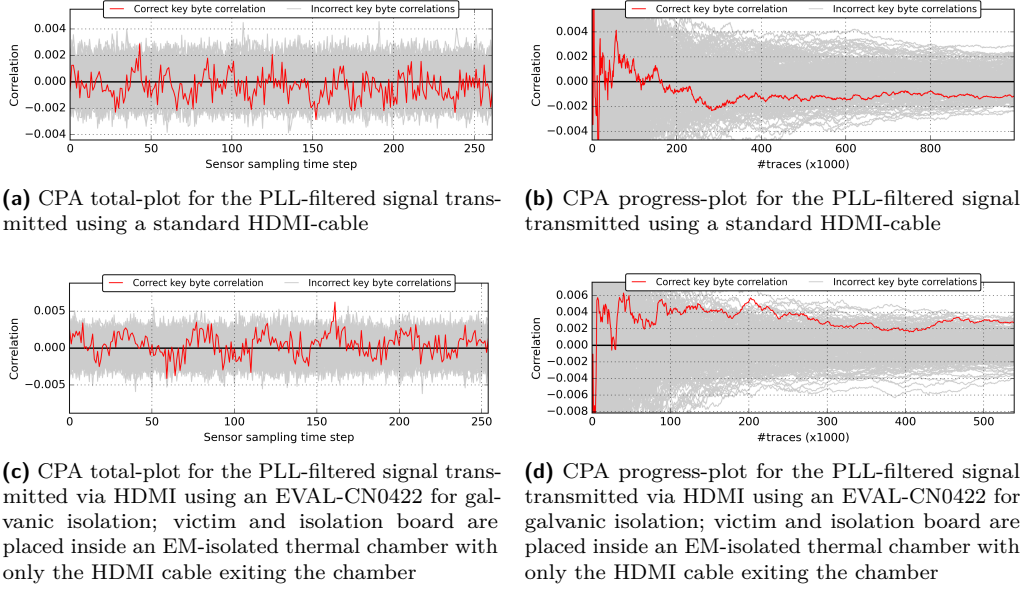 Correct key byte correlation Incorrect key byte correlations
0.004
0.002
0.000
−0.002
−0.004
Correlation
0 50 100 150 200 250
Sensor sampling time step
(a) CPA total-plot for the PLL-filtered signal trans-
mitted using a standard HDMI-cable
Correct key byte correlation Incorrect key byte correlations
0.004
0.002
0.000
−0.002
−0.004
Correlation
0 200 400 600 800
#traces (x1000)
(b) CPA progress-plot for the PLL-filtered signal
transmitted using a standard HDMI-cable
Correct key byte correlation Incorrect key byte correlations
0.005
0.000
−0.005
Correlation
0 50 100 150 200 250
Sensor sampling time step
(c) CPA total-plot for the PLL-filtered signal trans-
mitted via HDMI using an EVAL-CN0422 for gal-
vanic isolation; victim and isolation board are
placed inside an EM-isolated thermal chamber with
only the HDMI cable exiting the chamber
Correct key byte correlation Incorrect key byte correlations
0.006
0.004
0.002
0.000
−0.002
−0.004
−0.006
−0.008
Correlation
0 100 200 300 400 500
#traces (x1000)
(d) CPA progress-plot for the PLL-filtered signal
transmitted via HDMI using an EVAL-CN0422 for
galvanic isolation; victim and isolation board are
placed inside an EM-isolated thermal chamber with
only the HDMI cable exiting the chamber